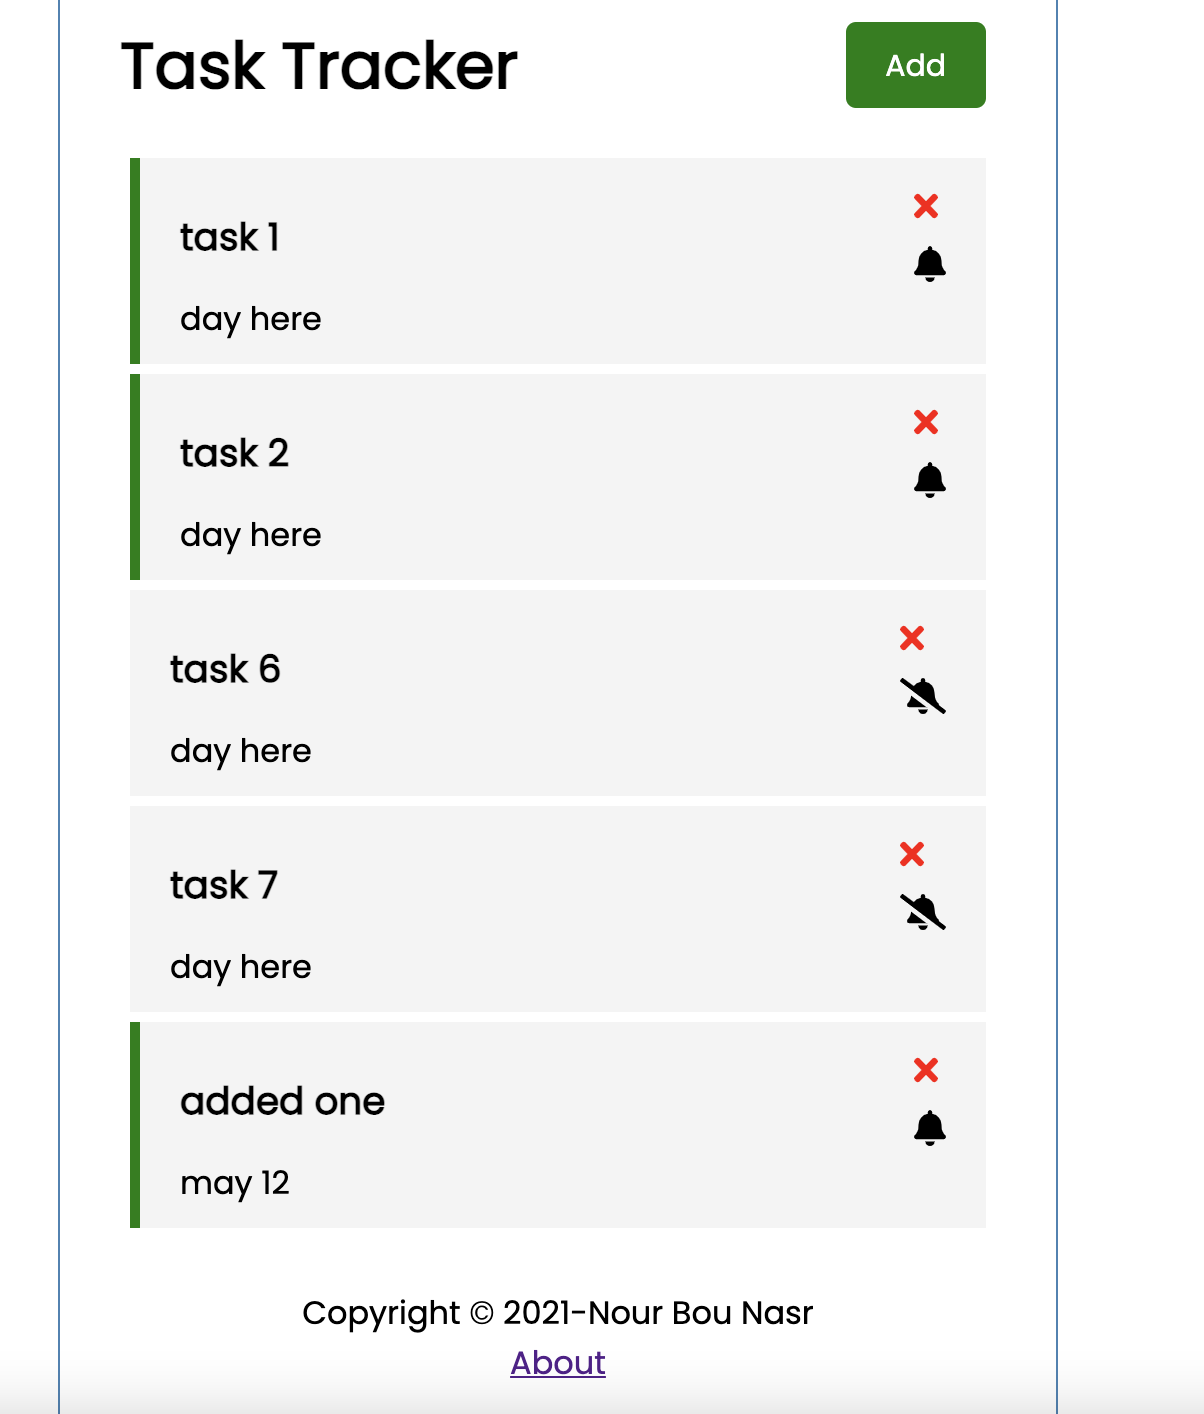 Task Tracker
Add
task 1
day here
task 2
day here
task 6
day here
task 7
day here
added one
may 12
Copyright © 2021-Nour Bou Nasr
About